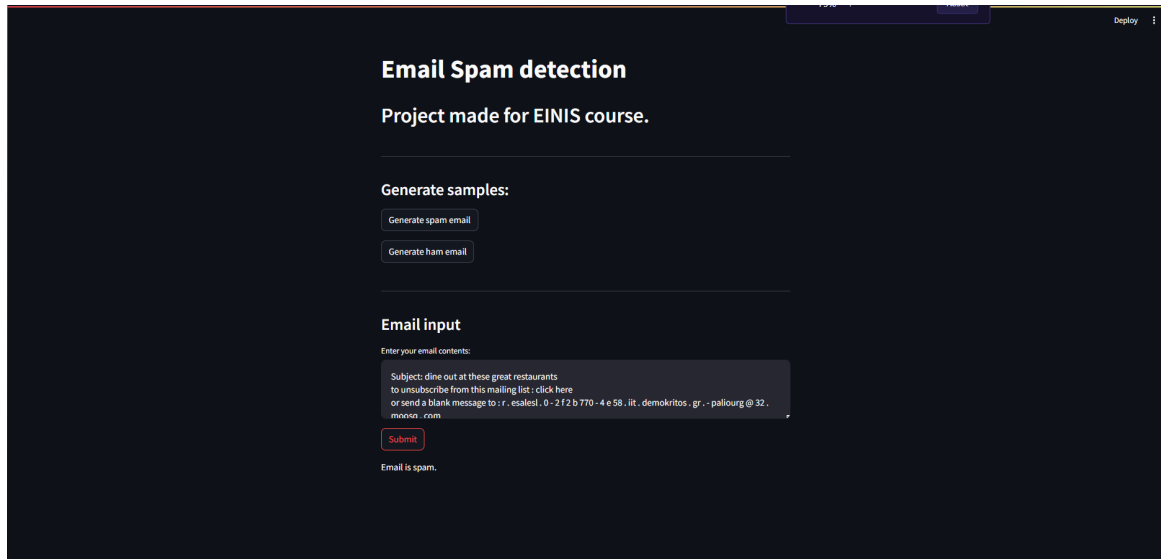 Deploy
Email Spam detection
Project made for EINIS course.
Generate samples:
Generate spam email
Generate ham email
Email input
Enter your email contents:
Subject: dine out at these great restaurants
to unsubscribe from this mailing list : click here
or send a blank message to : r . esalesl . 0 - 2 f 2 b 770 - 4 e 58 . iit . demokritos . gr . - paliourg @ 32 .
moosq . com
Submit
Email is spam.